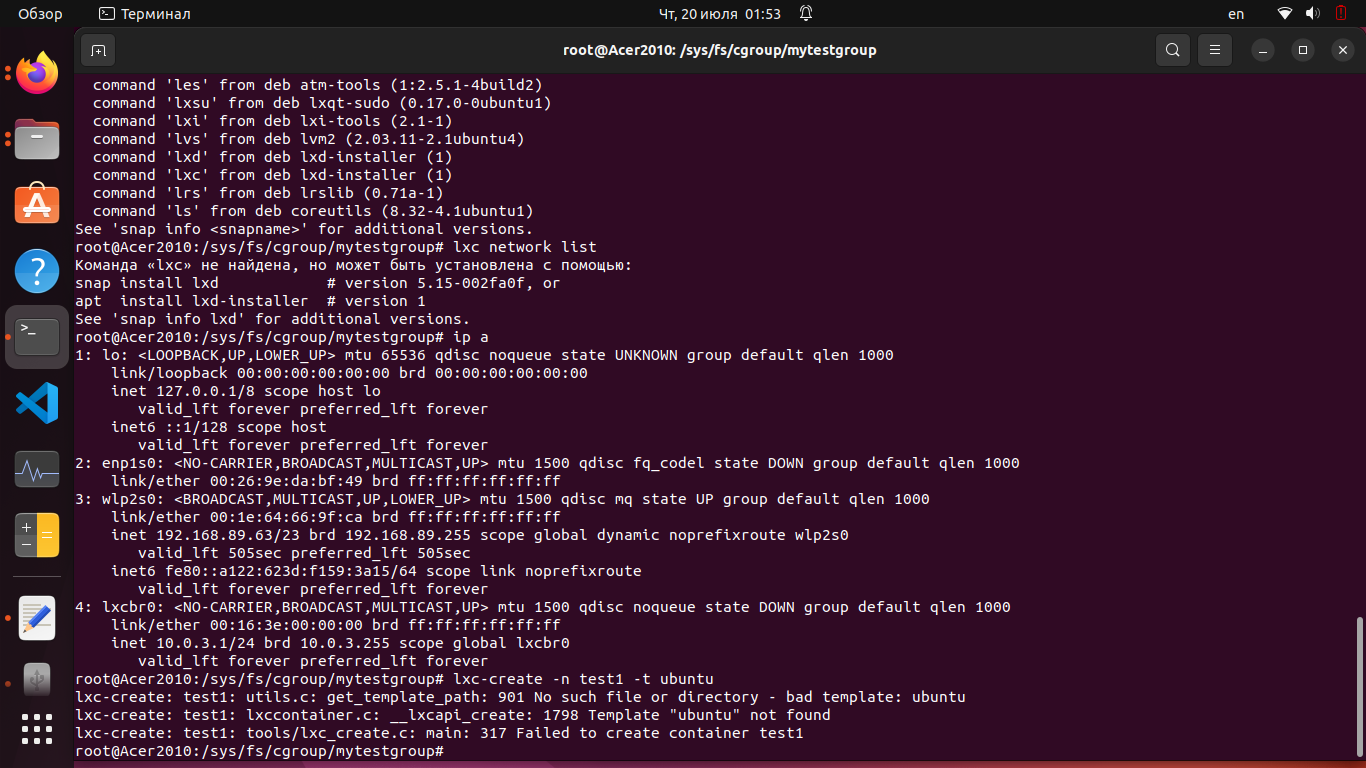 Обзор
Терминал
Чт, 20 июля 01:53
en
root@Acer2010: /sys/fs/cgroup/mytestgroup
command 'les' from deb atm-tools (1:2.5.1-4build2)
command 'lxsu' from deb lxqt-sudo (0.17.0-0ubuntu1)
command 'lxi' from deb lxi-tools (2.1-1)
command 'lvs' from deb lvm2 (2.03.11-2.1ubuntu4)
command 'lxd' from deb lxd-installer (1)
command 'lxc' from deb lxd-installer (1)
command 'lrs' from deb lrslib (0.71a-1)
command 'ls' from deb coreutils (8.32-4.1ubuntu1)
See 'snap info <snapname>' for additional versions.
root@Acer2010:/sys/fs/cgroup/mytestgroup# lxc network list
Команда «lxc» не найдена, но может быть установлена с помощью:
snap install lxd            # version 5.15-002fa0f, or
apt  install lxd-installer  # version 1
See 'snap info lxd' for additional versions.
root@Acer2010:/sys/fs/cgroup/mytestgroup# ip a
1: lo: <LOOPBACK,UP,LOWER_UP> mtu 65536 qdisc noqueue state UNKNOWN group default qlen 1000
    link/loopback 00:00:00:00:00:00 brd 00:00:00:00:00:00
    inet 127.0.0.1/8 scope host lo
       valid_lft forever preferred_lft forever
    inet6 ::1/128 scope host
       valid_lft forever preferred_lft forever
2: enp1s0: <NO-CARRIER,BROADCAST,MULTICAST,UP> mtu 1500 qdisc fq_codel state DOWN group default qlen 1000
    link/ether 00:26:9e:da:bf:49 brd ff:ff:ff:ff:ff:ff
3: wlp2s0: <BROADCAST,MULTICAST,UP,LOWER_UP> mtu 1500 qdisc mq state UP group default qlen 1000
    link/ether 00:1e:64:66:9f:ca brd ff:ff:ff:ff:ff:ff
    inet 192.168.89.63/23 brd 192.168.89.255 scope global dynamic noprefixroute wlp2s0
       valid_lft 505sec preferred_lft 505sec
    inet6 fe80::a122:623d:f159:3a15/64 scope link noprefixroute
       valid_lft forever preferred_lft forever
4: lxcbr0: <NO-CARRIER,BROADCAST,MULTICAST,UP> mtu 1500 qdisc noqueue state DOWN group default qlen 1000
    link/ether 00:16:3e:00:00:00 brd ff:ff:ff:ff:ff:ff
    inet 10.0.3.1/24 brd 10.0.3.255 scope global lxcbr0
       valid_lft forever preferred_lft forever
root@Acer2010:/sys/fs/cgroup/mytestgroup# lxc-create -n test1 -t ubuntu
lxc-create: test1: utils.c: get_template_path: 901 No such file or directory - bad template: ubuntu
lxc-create: test1: lxccontainer.c: __lxcapi_create: 1798 Template "ubuntu" not found
lxc-create: test1: tools/lxc_create.c: main: 317 Failed to create container test1
root@Acer2010:/sys/fs/cgroup/mytestgroup#